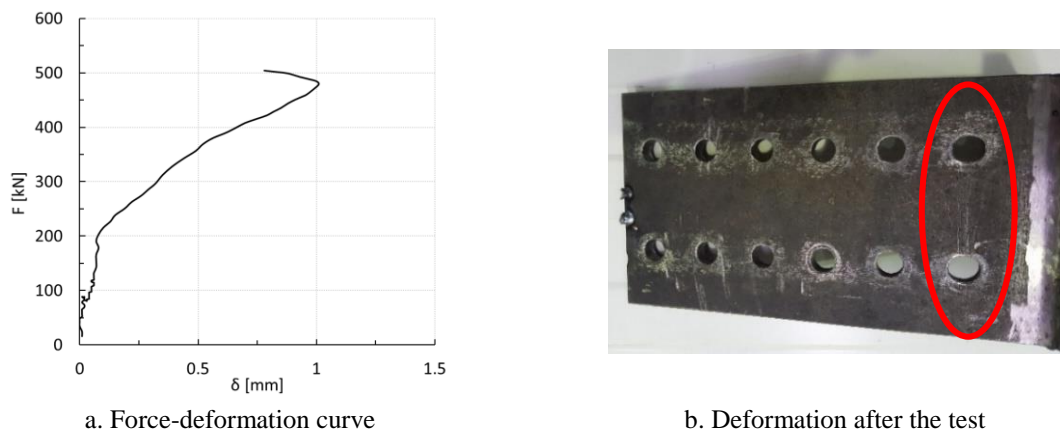 600
500
400
300
200
100
0
F [kN]
0 0.5 1 1.5
δ [mm]
a. Force-deformation curve
b. Deformation after the test